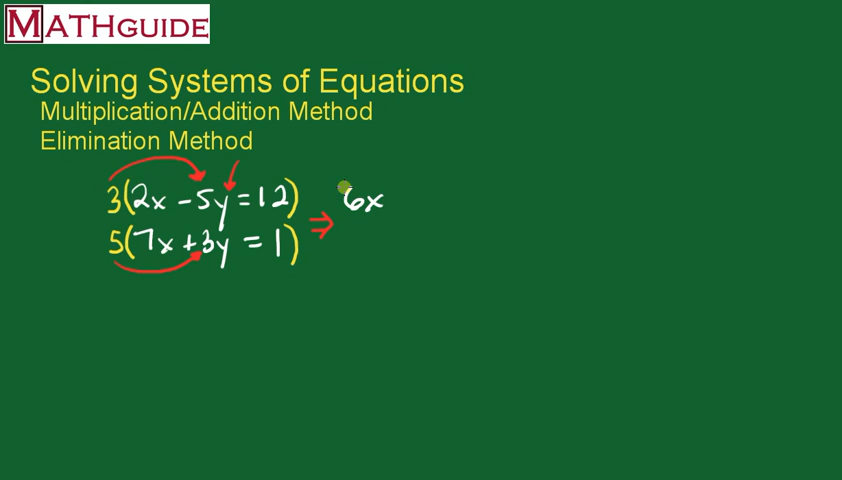 MATHGUIDE
Solving Systems of Equations
Multiplication/Addition Method
Elimination Method
3(2x - 5y = 12) ⇒ 6x
5(7x + 3y = 1)